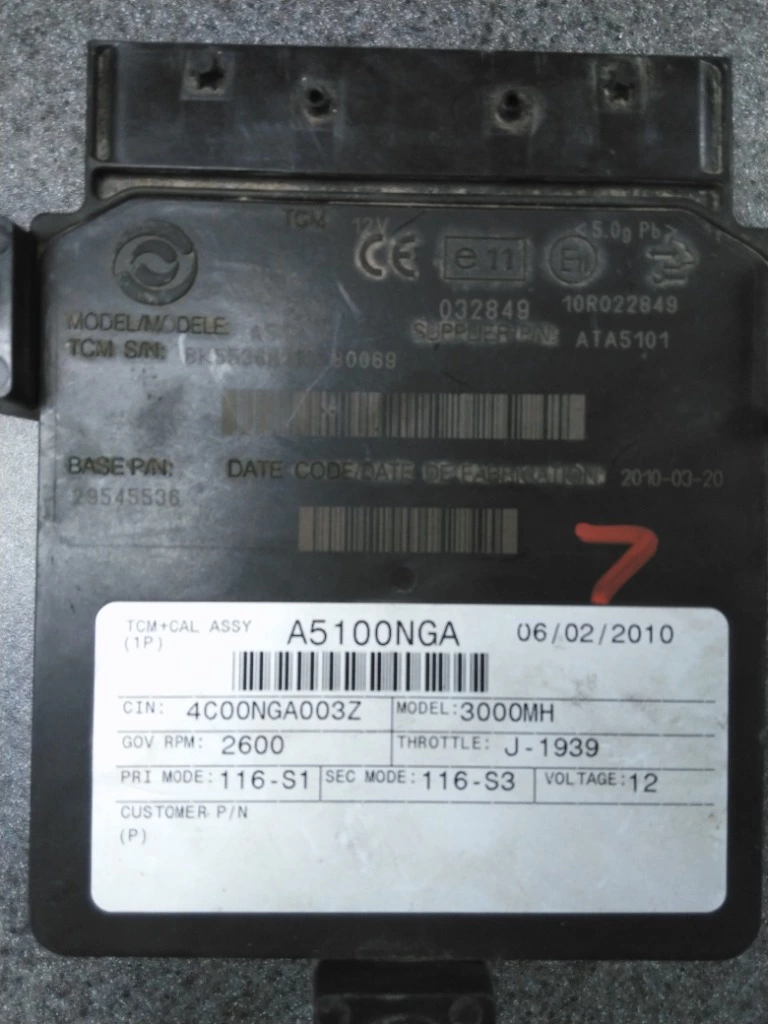 TCM 12V CE e11 E11 < 5.0g Pb >
032849 10R022849
MODEL/MODELE:
SUPPLIER P/N: ATA5101
TCM S/N:
BASE P/N: DATE CODE/DATE DE FABRICATION 2010-03-20
29545536
7
TCM+CAL ASSY A5100NGA 06/02/2010
(1P)
CIN: 4C00NGA003Z MODEL: 3000MH
GOV RPM: 2600 THROTTLE: J-1939
PRI MODE: 116-S1 SEC MODE: 116-S3 VOLTAGE: 12
CUSTOMER P/N
(P)